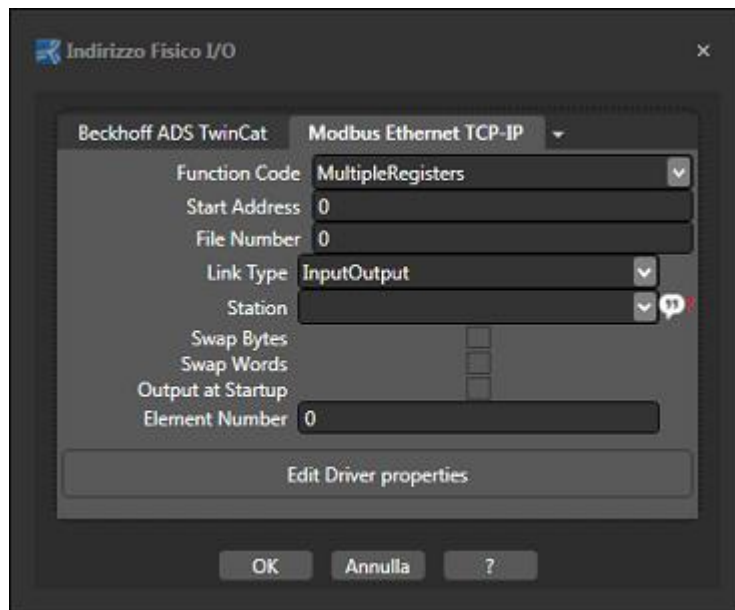 Indirizzo Fisico I/O
Beckhoff ADS TwinCat Modbus Ethernet TCP-IP
Function Code MultipleRegisters
Start Address 0
File Number 0
Link Type InputOutput
Station
Swap Bytes
Swap Words
Output at Startup
Element Number 0
Edit Driver properties
OK Annulla ?